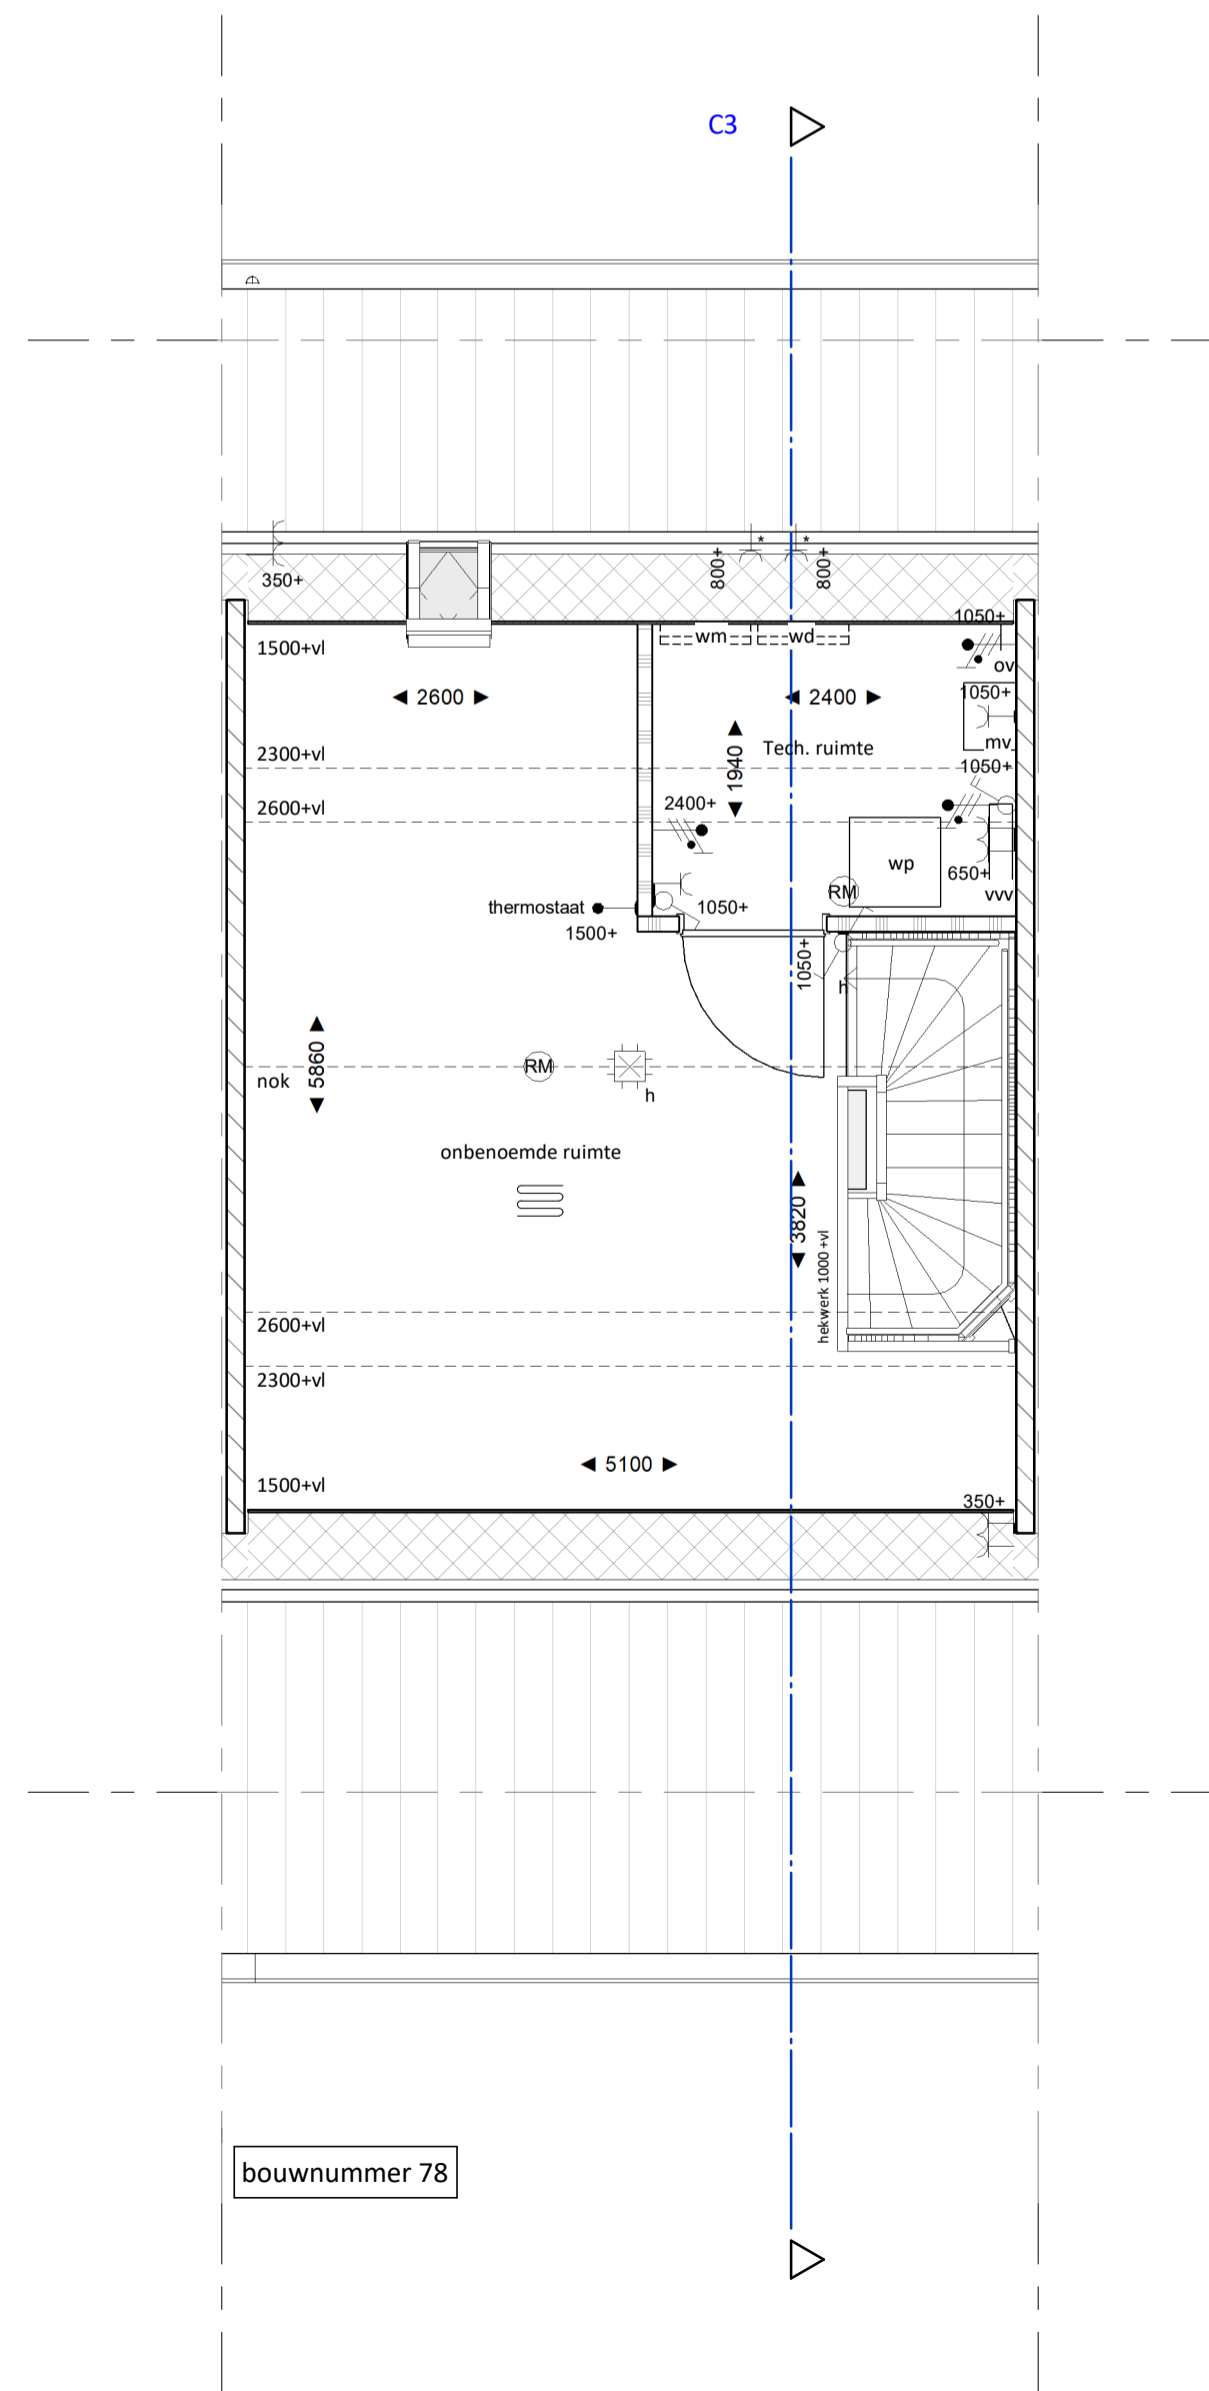 C3
350+
800+
*
*
800+
1050+
wm
wd
1500+vl
ov
2600
2400
1050+
mv
Tech. ruimte
2300+vl
1940
1050+
2600+vl
2400+
wp
650+
RM
vvv
thermostaat
1050+
1500+
1050+
h
nok
5860
RM
h
onbenoemde ruimte
3820
hekwerk 1000 +vl
2600+vl
2300+vl
5100
1500+vl
350+
bouwnummer 78